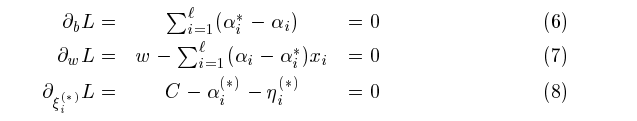 ∂_b L = ∑_{i=1}^{ℓ} (α_i^* − α_i) = 0 (6)
∂_w L = w − ∑_{i=1}^{ℓ} (α_i − α_i^*) x_i = 0 (7)
∂_{ξ_i^{(*)}} L = C − α_i^{(*)} − η_i^{(*)} = 0 (8)